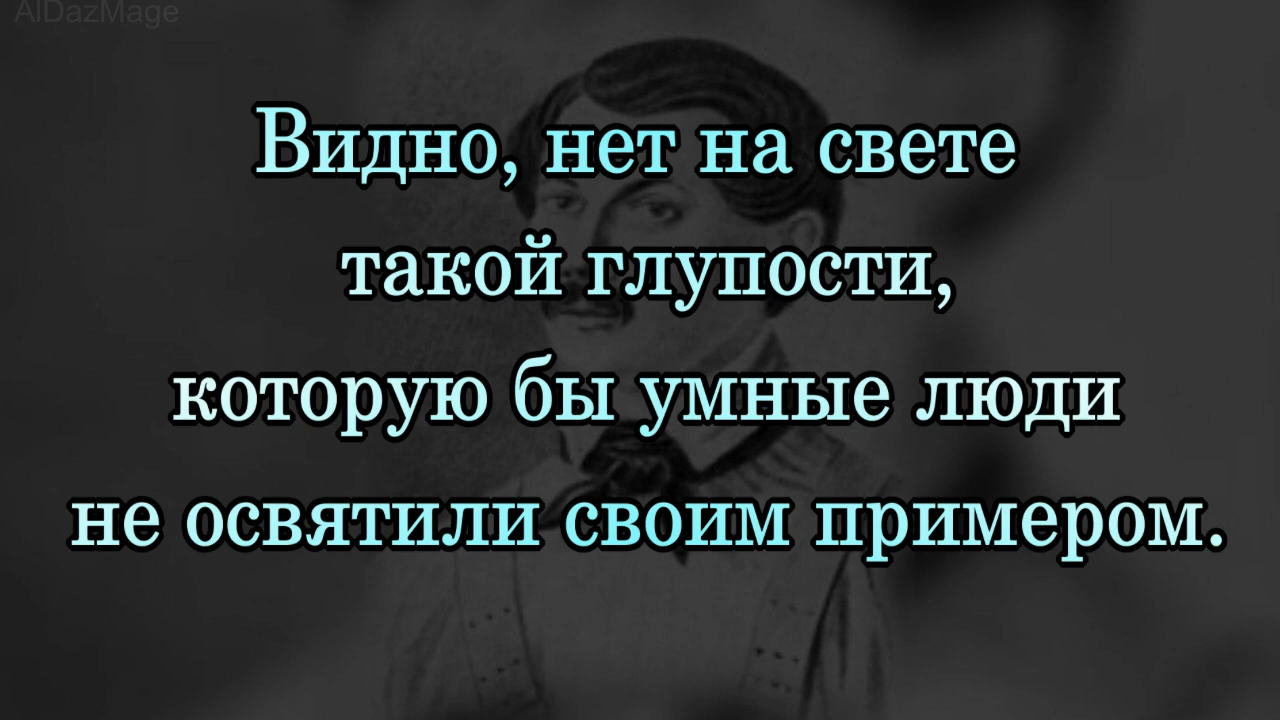 AlDazMage
Видно, нет на свете
такой глупости,
которую бы умные люди
не освятили своим примером.